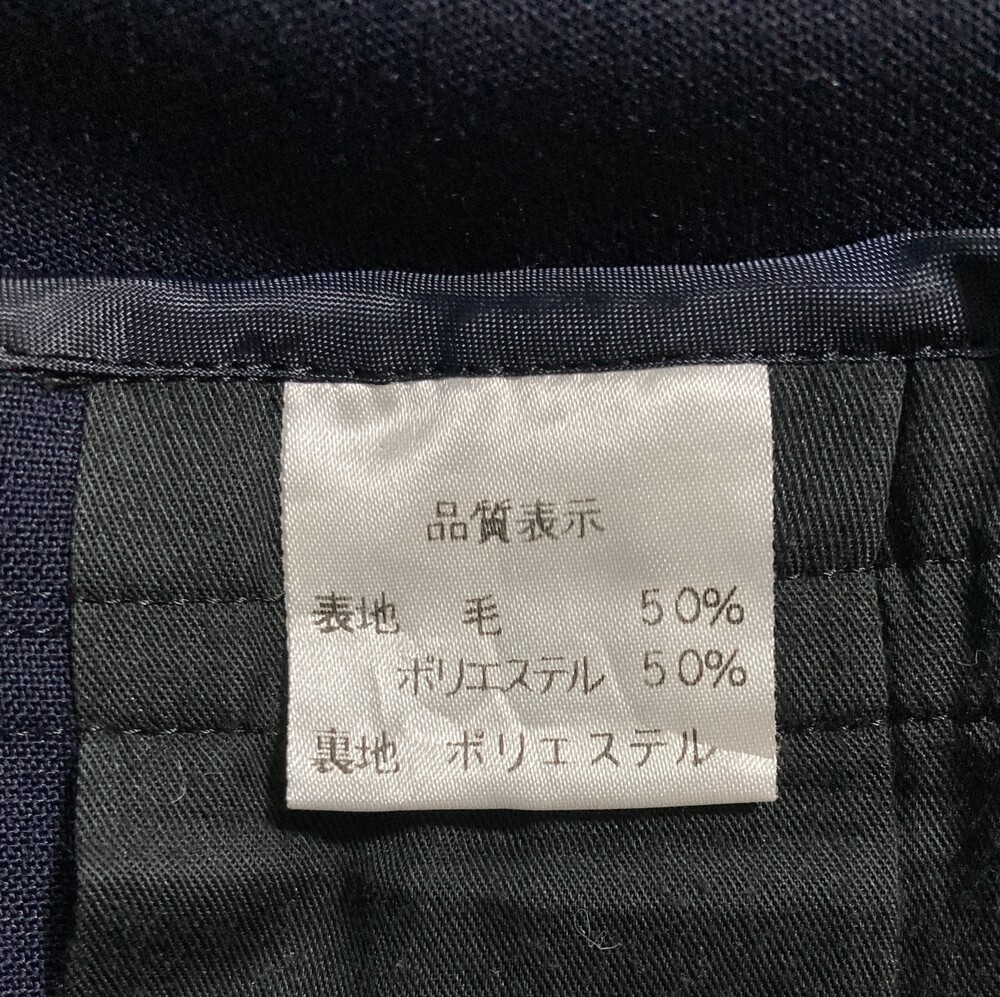 品質表示
表地 毛 50%
ポリエステル 50%
裏地 ポリエステル